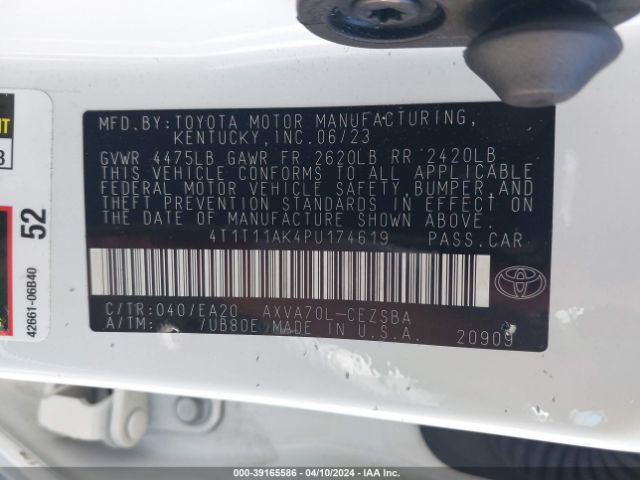 MFD.BY:TOYOTA MOTOR MANUFACTURING,
KENTUCKY,INC.06/23
GVWR 4475LB GAWR FR 2620LB RR 2420LB
THIS VEHICLE CONFORMS TO ALL APPLICABLE
FEDERAL MOTOR VEHICLE SAFETY, BUMPER,AND
THEFT PREVENTION STANDARDS IN EFFECT ON
THE DATE OF MANUFACTURE SHOWN ABOVE.
4T1T11AK4PU174619 PASS.CAR
C/TR:040/EA20 AXVA70L-CEZSBA
A/TM: /UB80E MADE IN U.S.A.
20909
52
42661-06B40
000-39165586 - 04/10/2024 - IAA Inc.